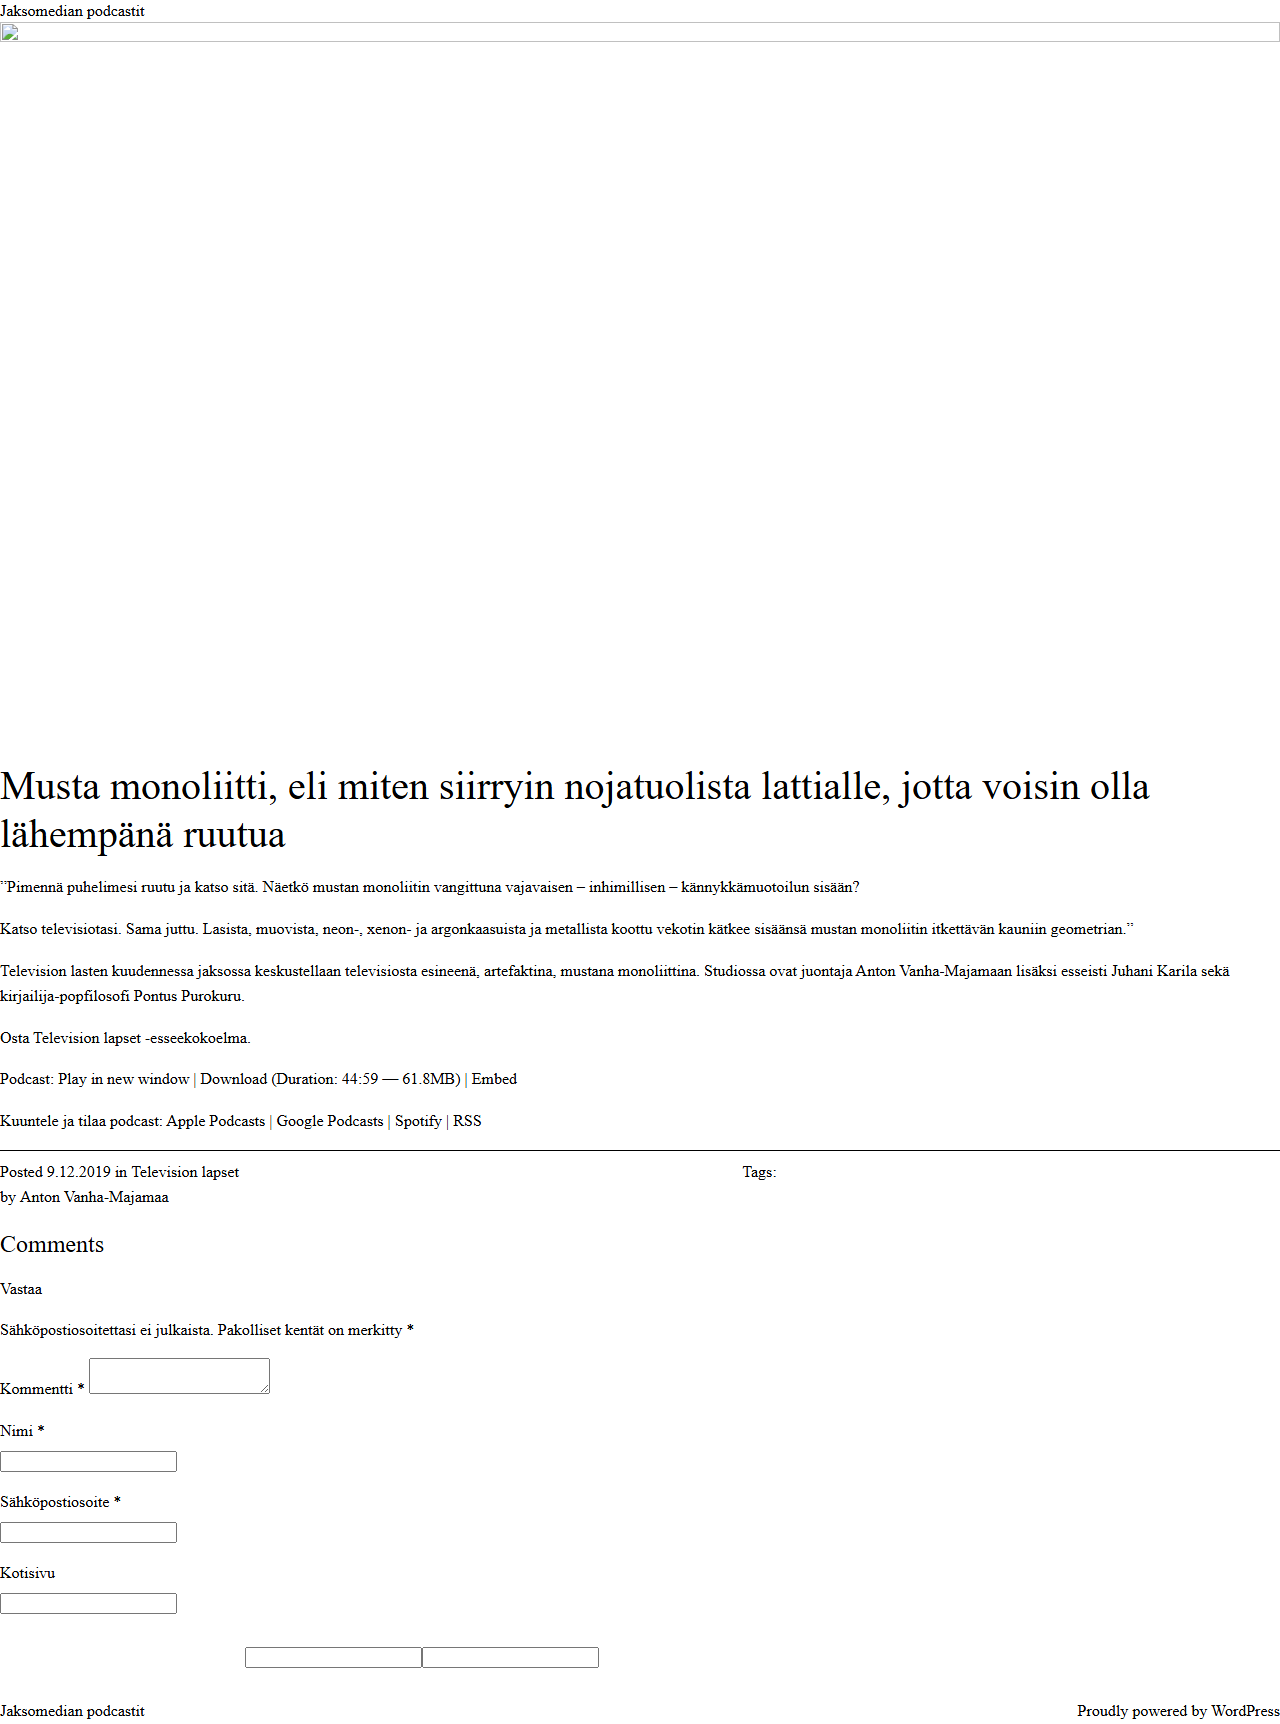 Jaksomedian podcastit
Musta monoliitti, eli miten siirryin nojatuolista lattialle, jotta voisin olla
lähempänä ruutua
”Pimennä puhelimesi ruutu ja katso sitä. Näetkö mustan monoliitin vangittuna vajavaisen – inhimillisen – kännykkämuotoilun sisään?
Katso televisiotasi. Sama juttu. Lasista, muovista, neon-, xenon- ja argonkaasuista ja metallista koottu vekotin kätkee sisäänsä mustan monoliitin itkettävän kauniin geometrian.”
Television lasten kuudennessa jaksossa keskustellaan televisiosta esineenä, artefaktina, mustana monoliittina. Studiossa ovat juontaja Anton Vanha-Majamaan lisäksi esseisti Juhani Karila sekä
kirjailija-popfilosofi Pontus Purokuru.
Osta Television lapset -esseekokoelma.
Podcast: Play in new window | Download (Duration: 44:59 — 61.8MB) | Embed
Kuuntele ja tilaa podcast: Apple Podcasts | Google Podcasts | Spotify | RSS
Posted 9.12.2019 in Television lapset
by Anton Vanha-Majamaa
Tags:
Comments
Vastaa
Sähköpostiosoitettasi ei julkaista. Pakolliset kentät on merkitty *
Kommentti *
Nimi *
Sähköpostiosoite *
Kotisivu
Jaksomedian podcastit
Proudly powered by WordPress